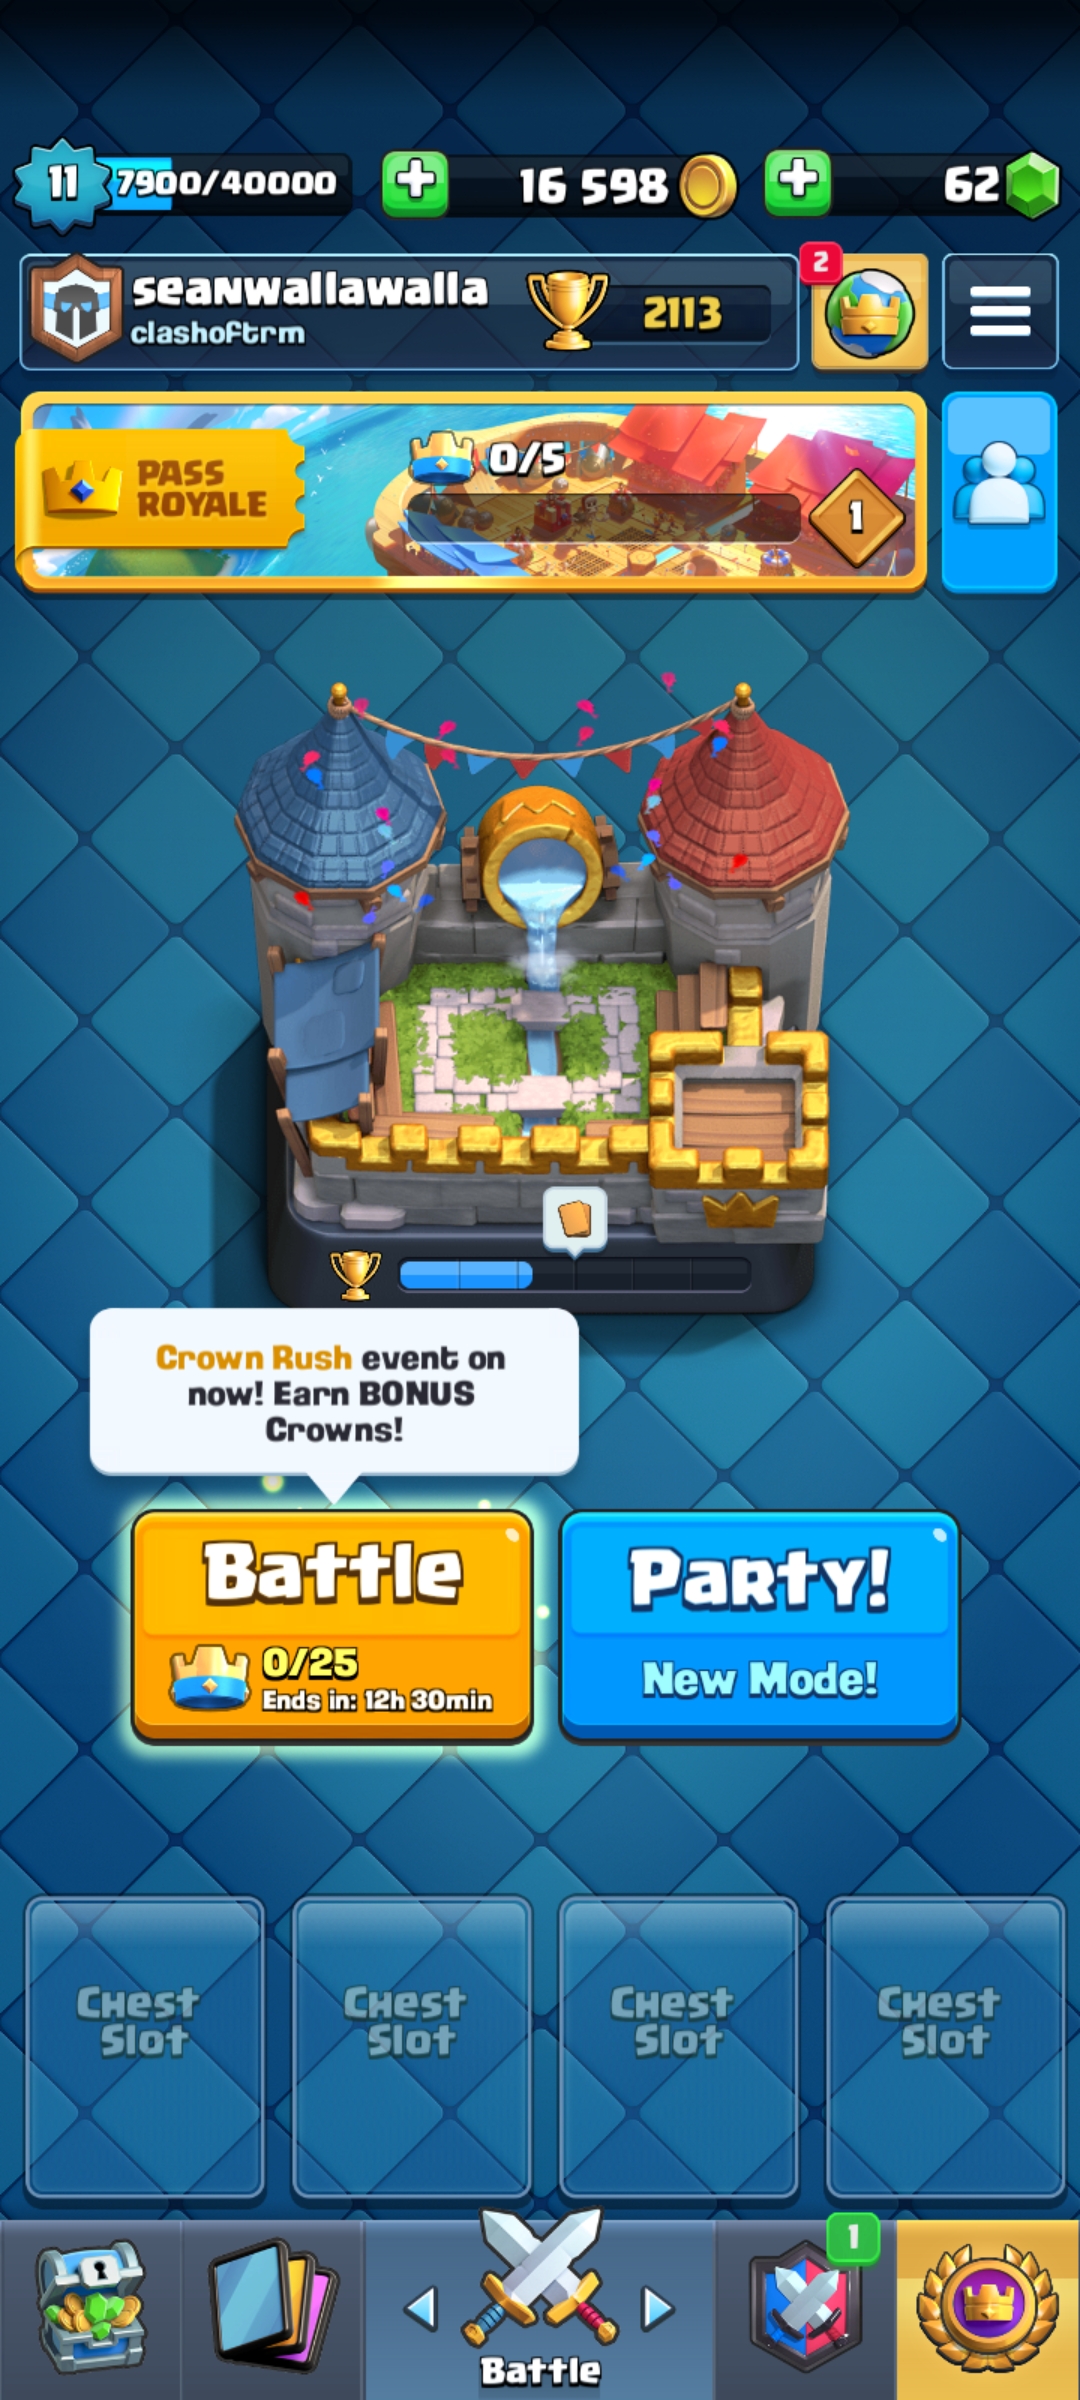 11
7900/40000
16 598
62
seanwallawalla
clashoftrm
2113
2
PASS
ROYALE
0/5
1
Crown Rush event on
now! Earn BONUS
Crowns!
Battle
0/25
Ends in: 12h 30min
Party!
New Mode!
Chest
Slot
Chest
Slot
Chest
Slot
Chest
Slot
1
Battle